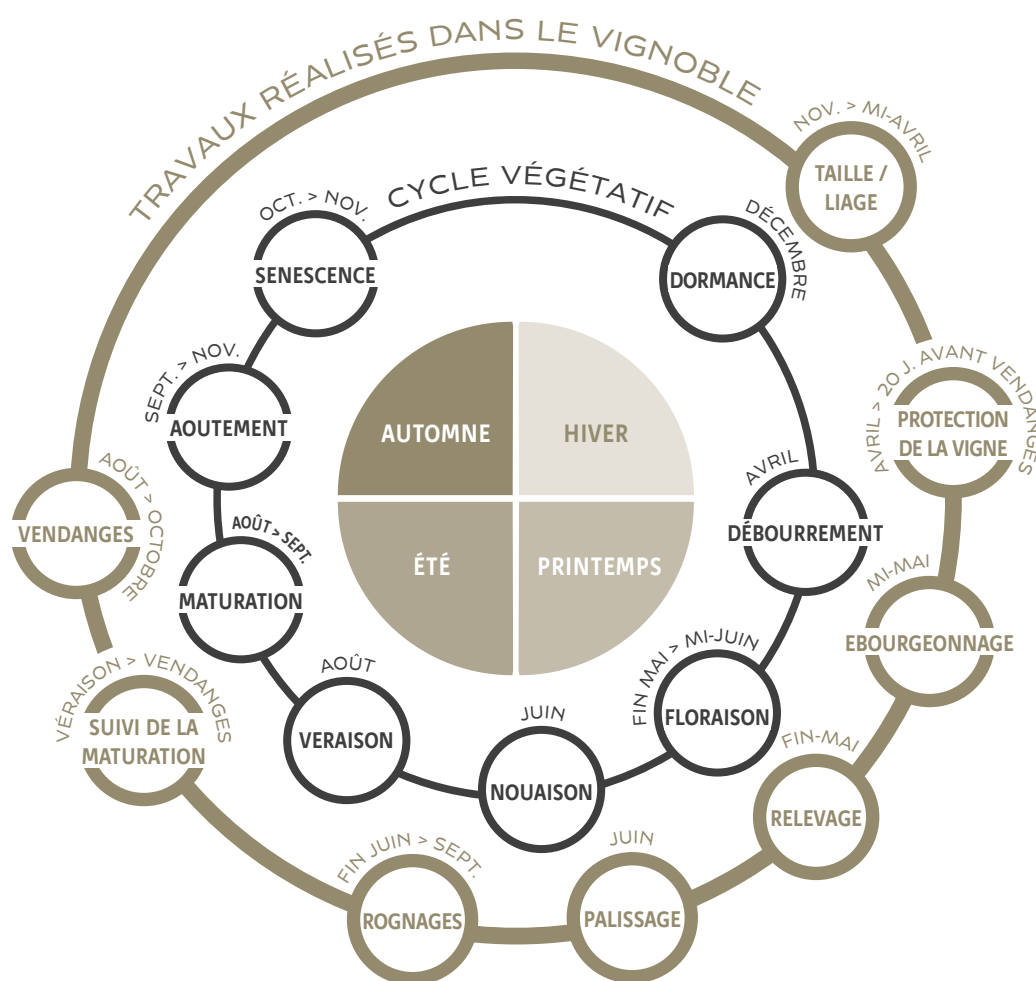 TRAVAUX RÉALISÉS DANS LE VIGNOBLE
NOV. > MI-AVRIL
TAILLE /
LIAGE
AVRIL > 20 J. AVANT VENDANGES
PROTECTION
DE LA VIGNE
MI-MAI
EBOURGEONNAGE
FIN-MAI
RELEVAGE
JUIN
PALISSAGE
FIN JUIN > SEPT.
ROGNAGES
VÉRAISON > VENDANGES
SUIVI DE LA
MATURATION
AOÛT > OCTOBRE
VENDANGES
CYCLE VÉGÉTATIF
DÉCEMBRE
DORMANCE
AVRIL
DÉBOURREMENT
FIN MAI > MI-JUIN
FLORAISON
JUIN
NOUAISON
AOÛT
VERAISON
AOÛT > SEPT.
MATURATION
SEPT. > NOV.
AOUTEMENT
OCT. > NOV.
SENESCENCE
AUTOMNE
HIVER
ÉTÉ
PRINTEMPS